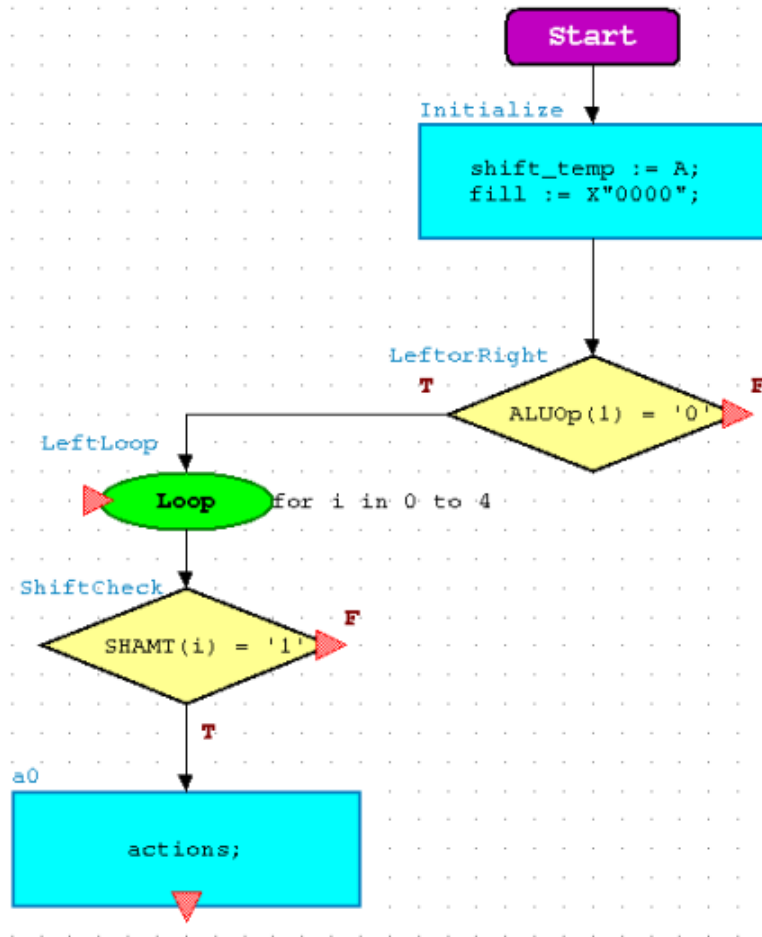 Start
Initialize
shift_temp := A;
fill := X"0000";
LeftorRight
T
F
ALUOp(1) = '0'
LeftLoop
Loop
for i in 0 to 4
ShiftCheck
F
SHAMT(i) = '1'
T
a0
actions;